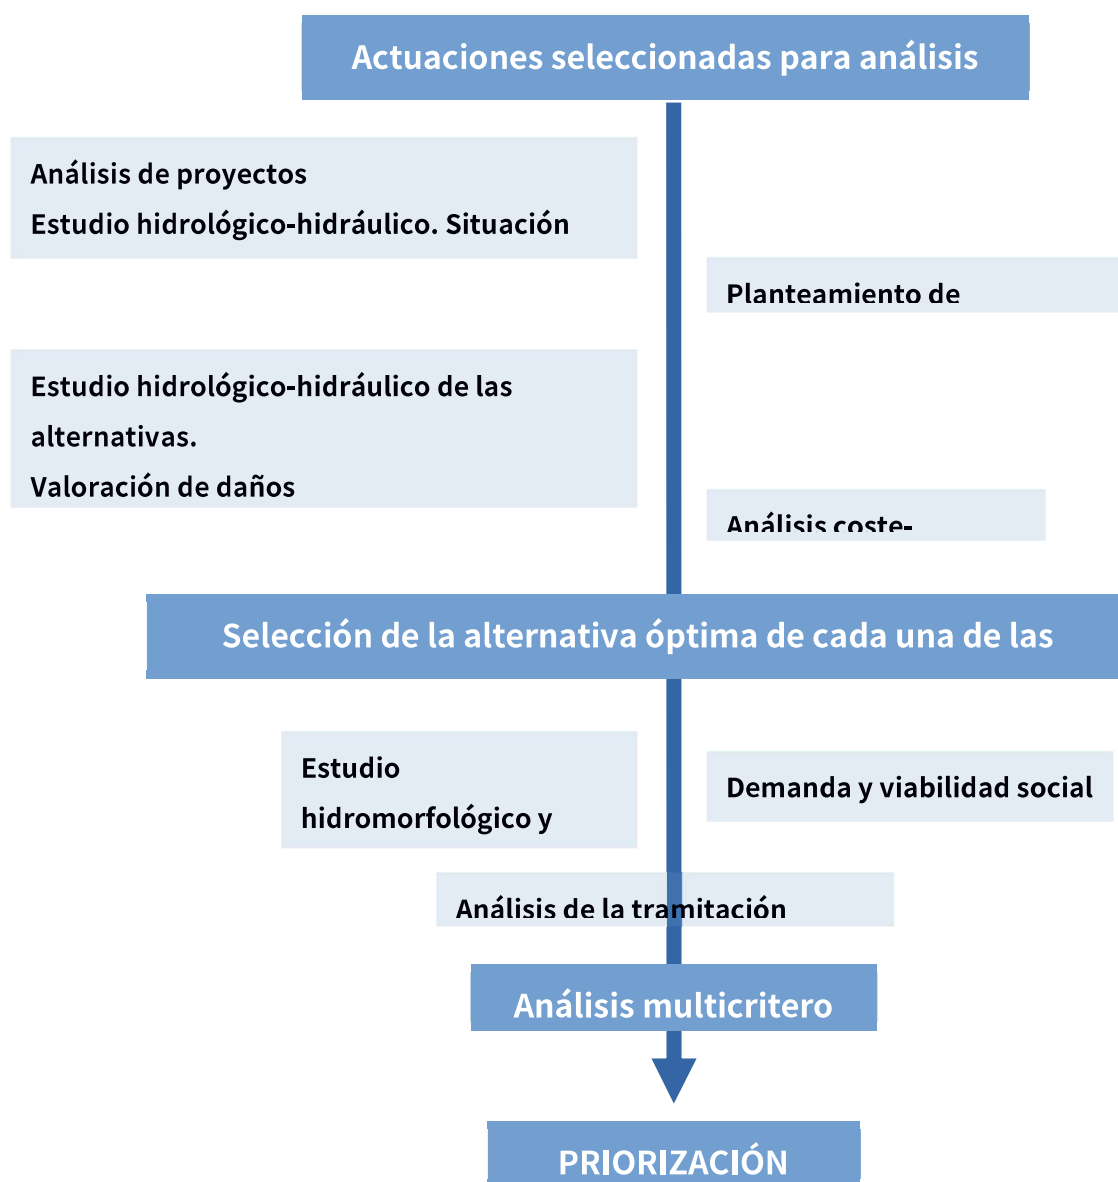 Actuaciones seleccionadas para análisis
Análisis de proyectos
Estudio hidrológico-hidráulico. Situación
Planteamiento de
Estudio hidrológico-hidráulico de las
alternativas.
Valoración de daños
Análisis coste-
Selección de la alternativa óptima de cada una de las
Estudio
hidromorfológico y
Demanda y viabilidad social
Análisis de la tramitación
Análisis multicritero
PRIORIZACIÓN